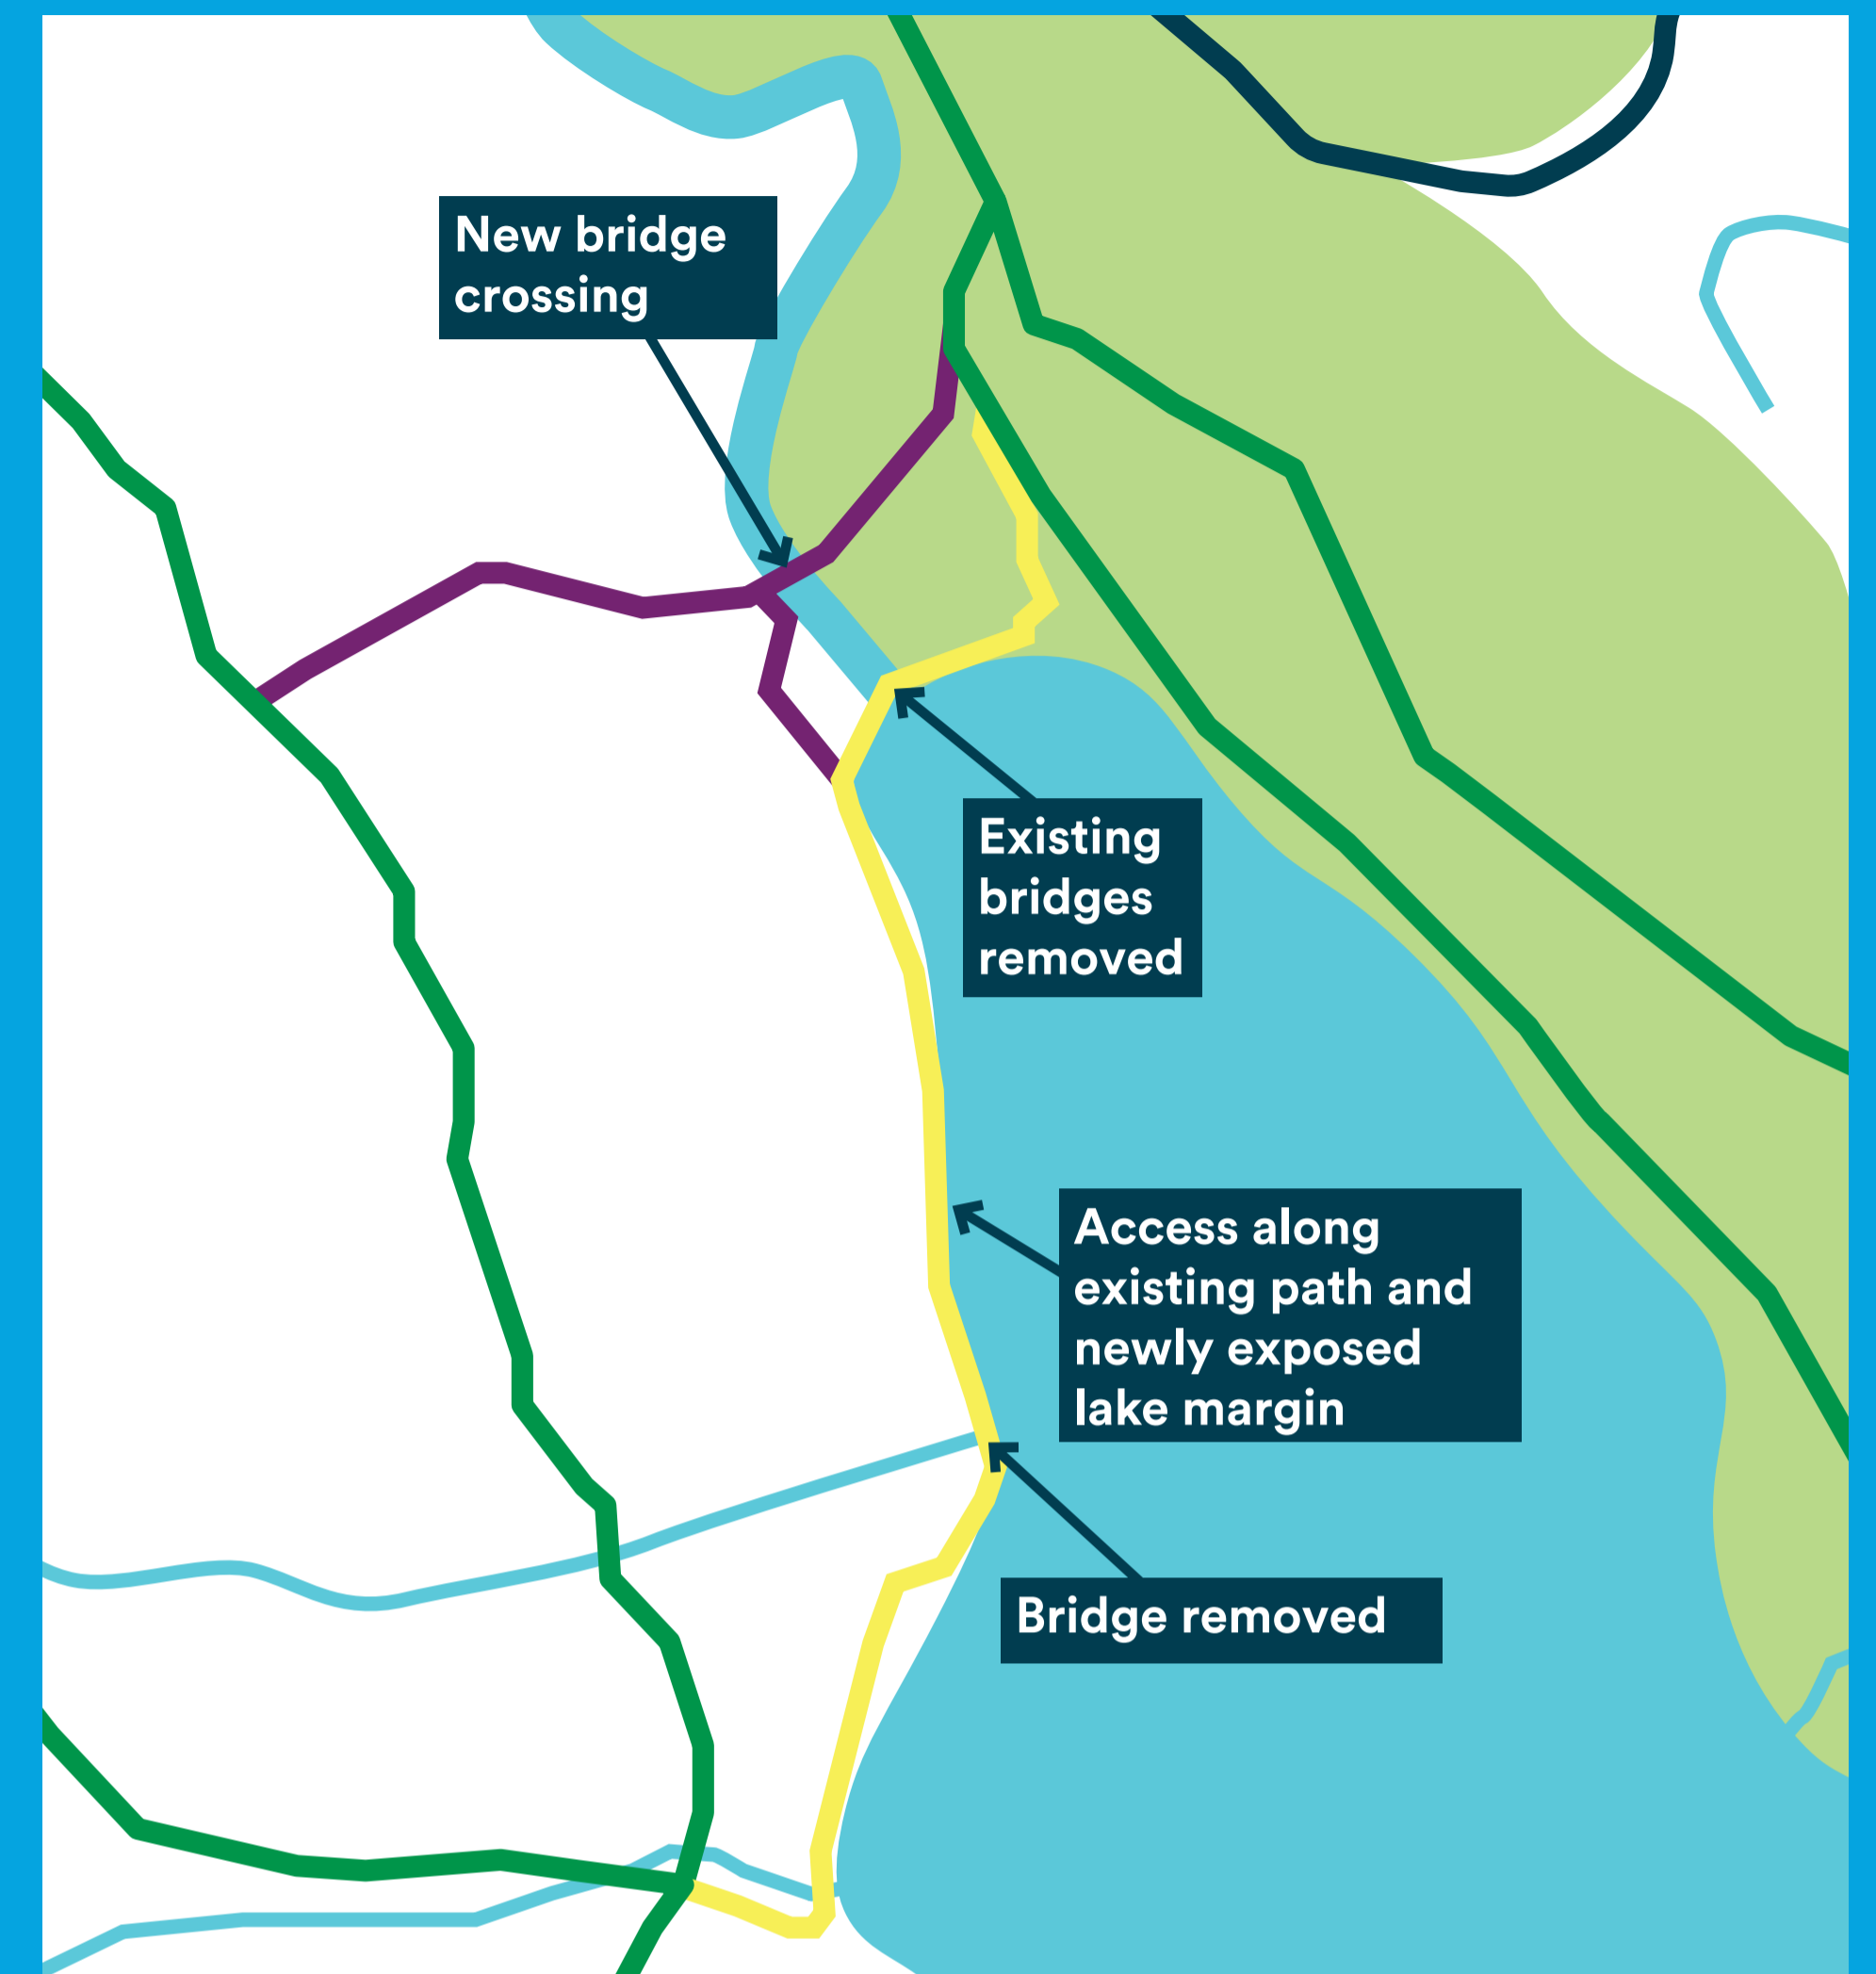 New bridge
crossing
Existing
bridges
removed
Access along
existing path and
newly exposed
lake margin
Bridge removed